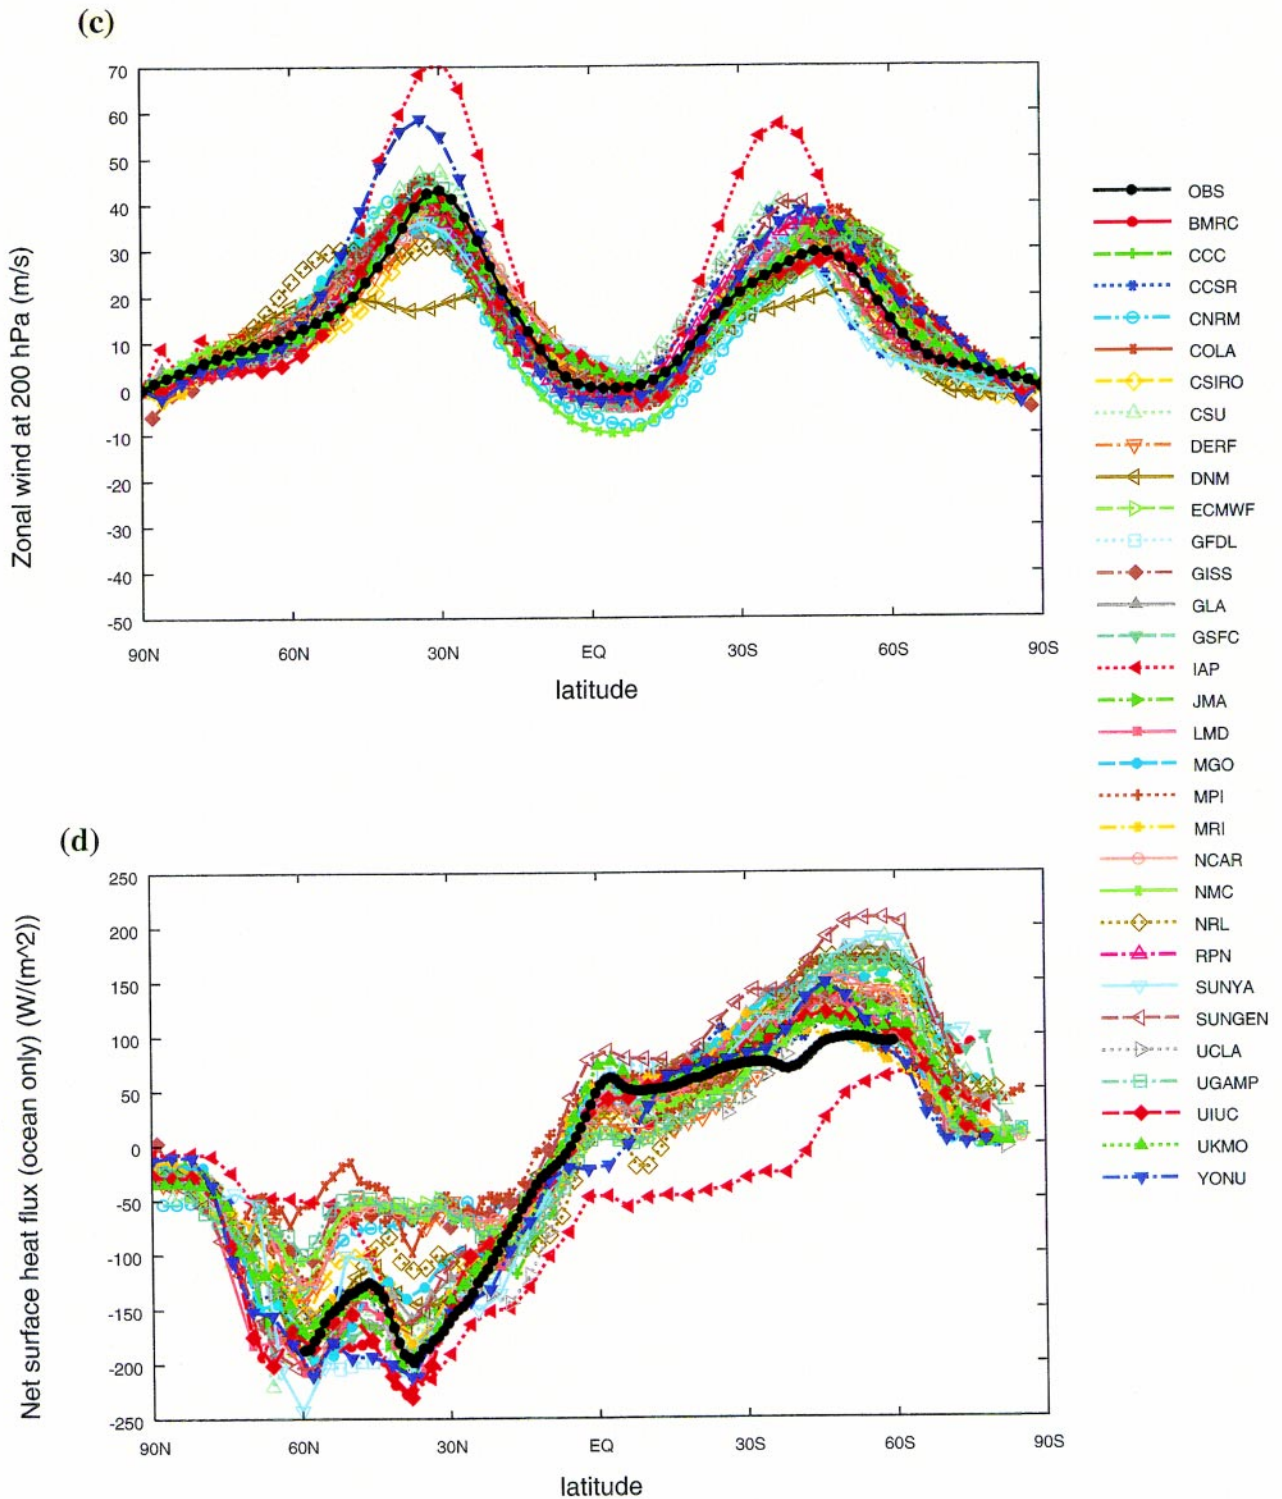 (c)
Zonal wind at 200 hPa (m/s)
70
60
50
40
30
20
10
0
-10
-20
-30
-40
-50
90N
60N
30N
EQ
30S
60S
90S
latitude
OBS
BMRC
CCC
CCSR
CNRM
COLA
CSIRO
CSU
DERF
DNM
ECMWF
GFDL
GISS
GLA
GSFC
IAP
JMA
LMD
MGO
MPI
MRI
NCAR
NMC
NRL
RPN
SUNYA
SUNGEN
UCLA
UGAMP
UIUC
UKMO
YONU
(d)
Net surface heat flux (ocean only) (W/(m^2))
250
200
150
100
50
0
-50
-100
-150
-200
-250
90N
60N
30N
EQ
30S
60S
90S
latitude